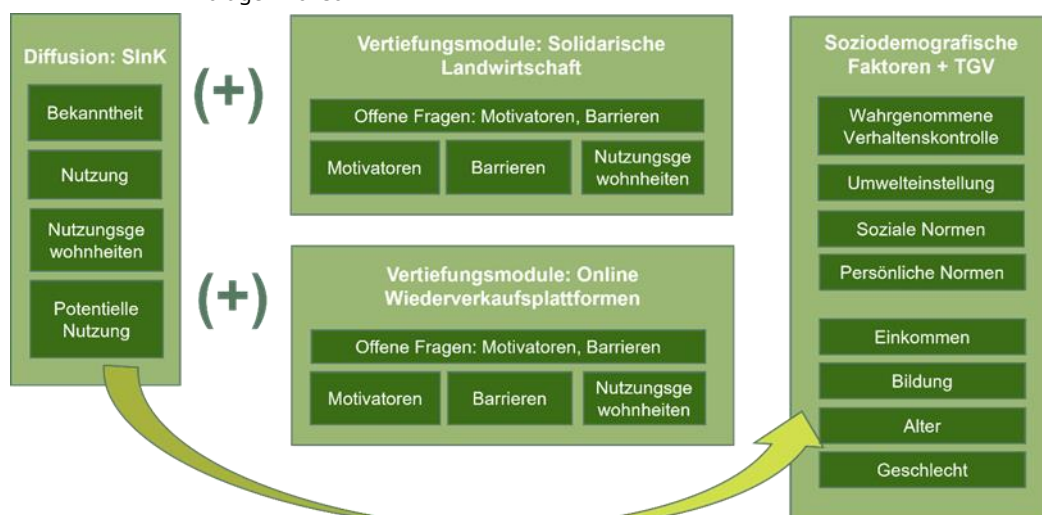 Diffusion: SInK
Bekanntheit
Nutzung
Nutzungsge
wohnheiten
Potentielle
Nutzung
(+)
(+)
Vertiefungsmodule: Solidarische
Landwirtschaft
Offene Fragen: Motivatoren, Barrieren
Motivatoren
Barrieren
Nutzungsge
wohnheiten
Vertiefungsmodule: Online
Wiederverkaufsplattformen
Offene Fragen: Motivatoren, Barrieren
Motivatoren
Barrieren
Nutzungsge
wohnheiten
Soziodemografische
Faktoren + TGV
Wahrgenommene
Verhaltenskontrolle
Umwelteinstellung
Soziale Normen
Persönliche Normen
Einkommen
Bildung
Alter
Geschlecht